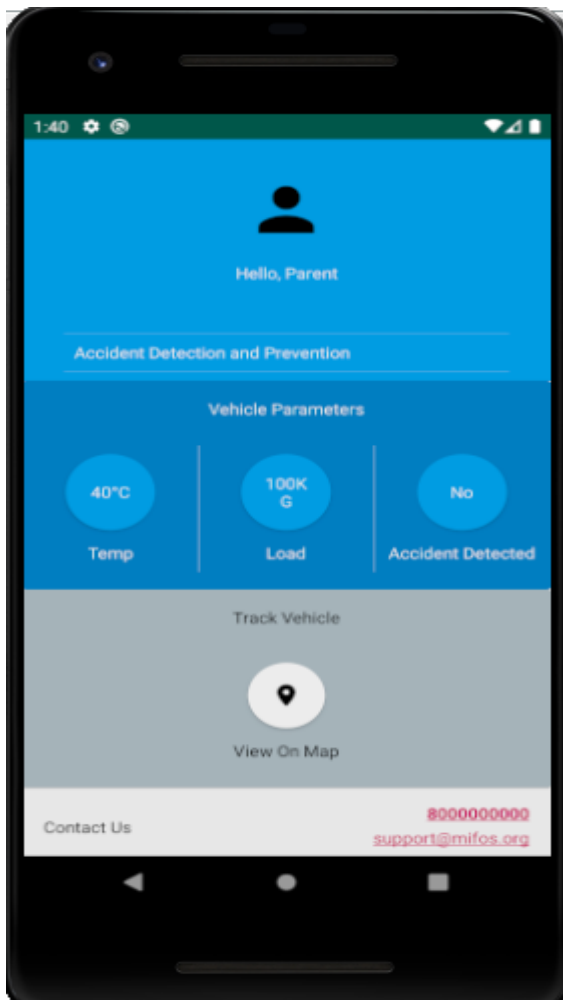 1:40
Hello, Parent
Accident Detection and Prevention
Vehicle Parameters
40°C
100K
G
No
Temp
Load
Accident Detected
Track Vehicle
View On Map
Contact Us
8000000000
support@mifos.org